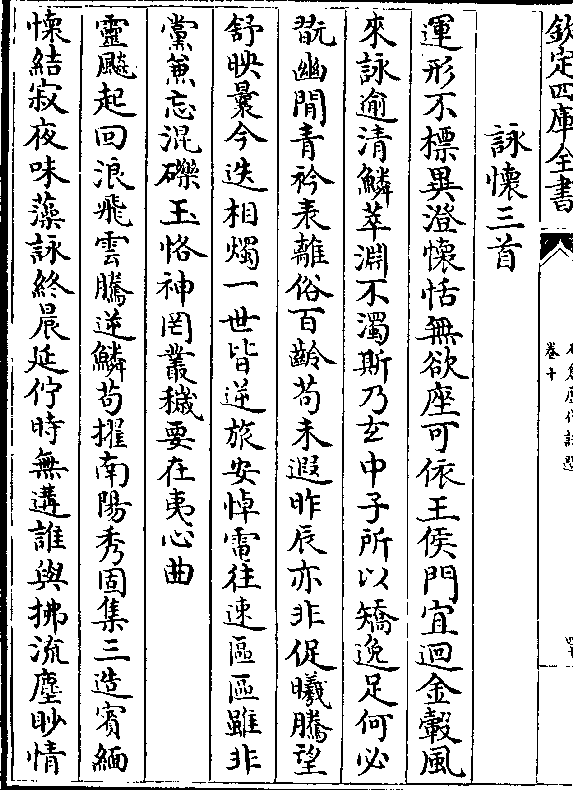 欽定四庫全書
卷十
詠懷三首
運形不標異澄懷恬無欲座可依王侯門宜迴金轂風
來詠逾清鱗萃淵不濁斯乃玄中子所以矯逸足何必
翫幽閒青衿表離俗百齡苟未遐昨辰亦非促曦騰望
舒映曩今迭相燭一世皆逆旅安悼電往速區區雖非
黨兼忘混礫玉恪神罔叢穢要在夷心曲
靈飈起回浪飛雲騰逆鱗苟擢南陽秀固集三造賓緬
懷結寂夜味藻詠終晨延佇時無遘誰與拂流塵眇情